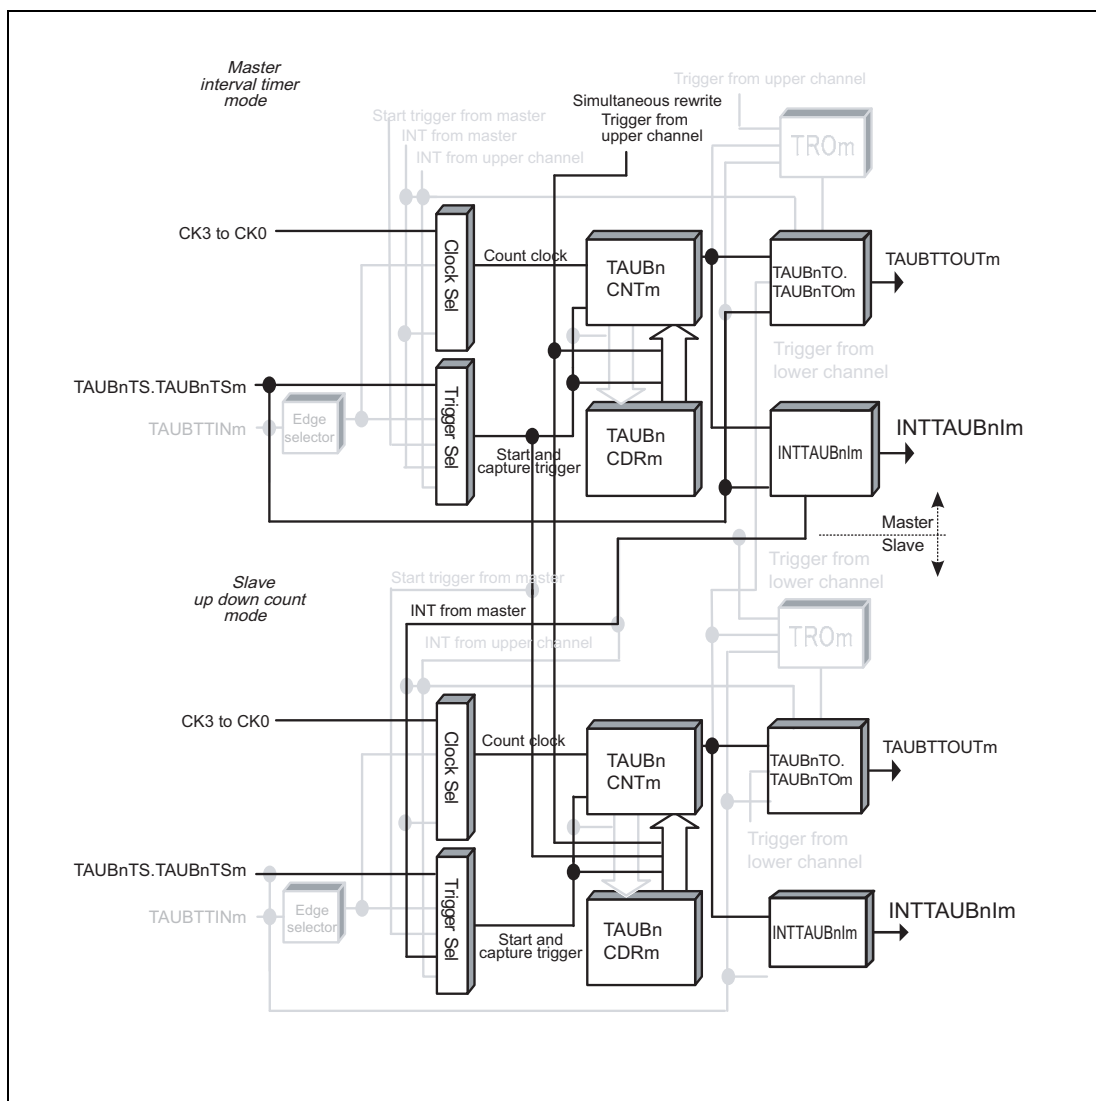 Master
interval timer
mode
Trigger from upper channel
Simultaneous rewrite
Trigger from
upper channel
Start trigger from master
INT from master
INT from upper channel
TROm
CK3 to CK0
Clock Sel
Count clock
TAUBn
CNTm
TAUBnTO.
TAUBnTOm
TAUBTTOUTm
Trigger from
lower channel
TAUBnTS.TAUBnTSm
TAUBTTINm
Edge
selector
Trigger Sel
Start and
capture trigger
TAUBn
CDRm
INTTAUBnIm
INTTAUBnIm
Master
Slave
Slave
up down count
mode
Start trigger from master
INT from master
INT from upper channel
Trigger from
lower channel
TROm
CK3 to CK0
Clock Sel
Count clock
TAUBn
CNTm
TAUBnTO.
TAUBnTOm
TAUBTTOUTm
Trigger from
lower channel
TAUBnTS.TAUBnTSm
TAUBTTINm
Edge
selector
Trigger Sel
Start and
capture trigger
TAUBn
CDRm
INTTAUBnIm
INTTAUBnIm